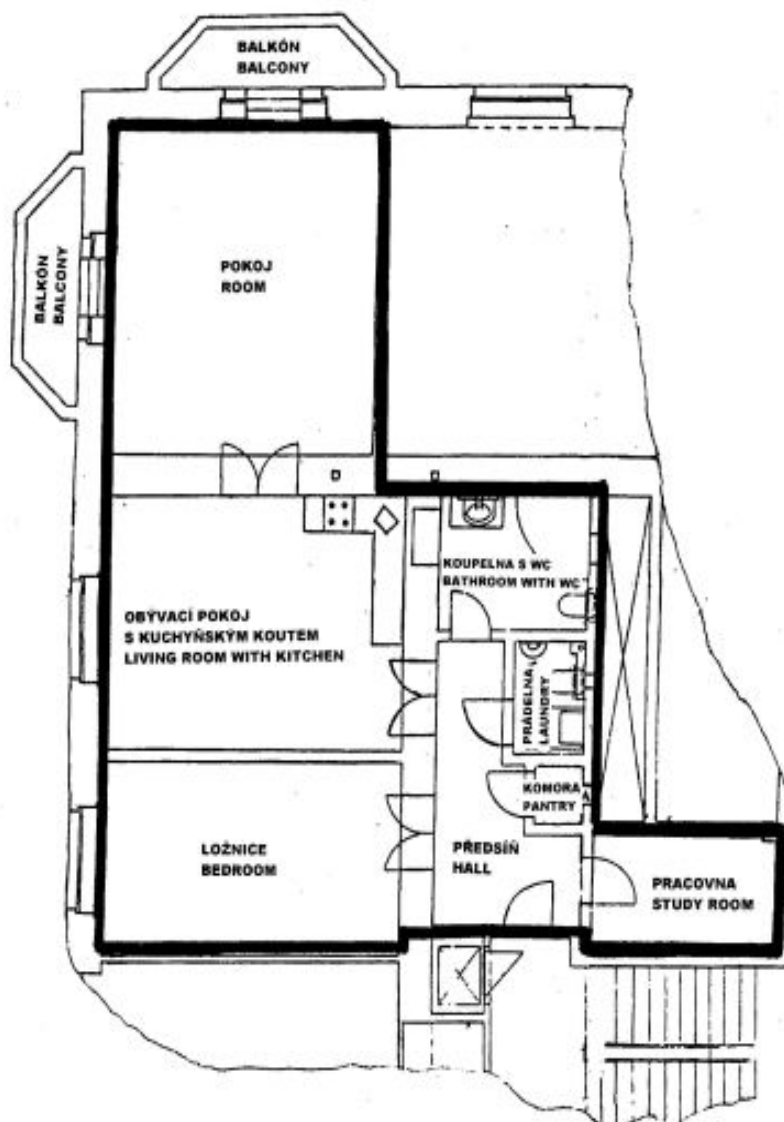 BALKÓN
BALCONY
BALKÓN
BALCONY
POKOJ
ROOM
KOUPELNA S WC
BATHROOM WITH WC
OBÝVACÍ POKOJ
S KUCHYŇSKÝM KOUTEM
LIVING ROOM WITH KITCHEN
PRÁDELNA
LAUNDRY
KOMORA
PANTRY
LOŽNICE
BEDROOM
PŘEDSÍŇ
HALL
PRACOVNA
STUDY ROOM